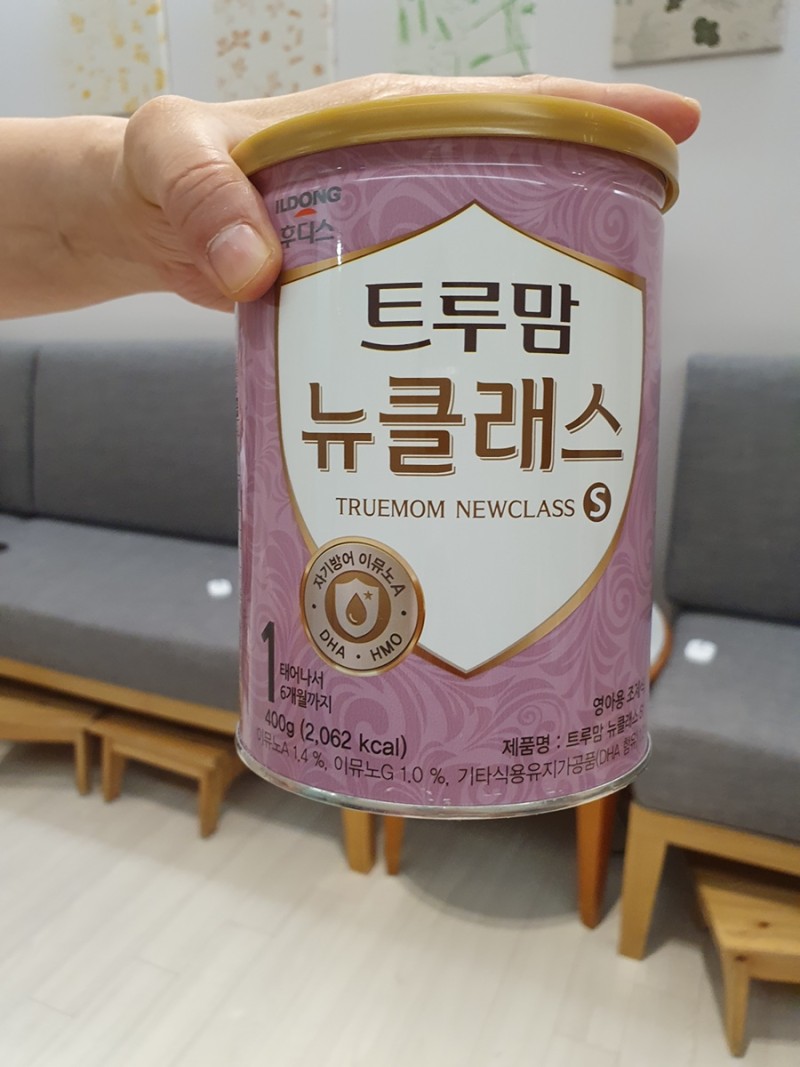 ILDONG
후디스
트루맘
뉴클래스
TRUEMOM NEWCLASS S
자기방어 이뮤노A
DHA · HMO
1 태어나서
6개월까지
400g (2,062 kcal)
영아용 조제식
제품명 : 트루맘 뉴클래스
이뮤노A 1.4 %, 이뮤노G 1.0 %, 기타식용유지가공품(DHA